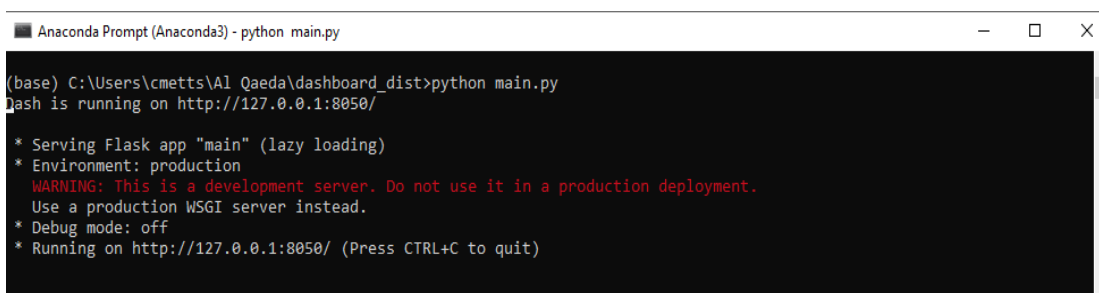 Anaconda Prompt (Anaconda3) - python main.py
(base) C:\Users\cmetts\Al Qaeda\dashboard_dist>python main.py
Dash is running on http://127.0.0.1:8050/
* Serving Flask app "main" (lazy loading)
* Environment: production
WARNING: This is a development server. Do not use it in a production deployment.
Use a production WSGI server instead.
* Debug mode: off
* Running on http://127.0.0.1:8050/ (Press CTRL+C to quit)